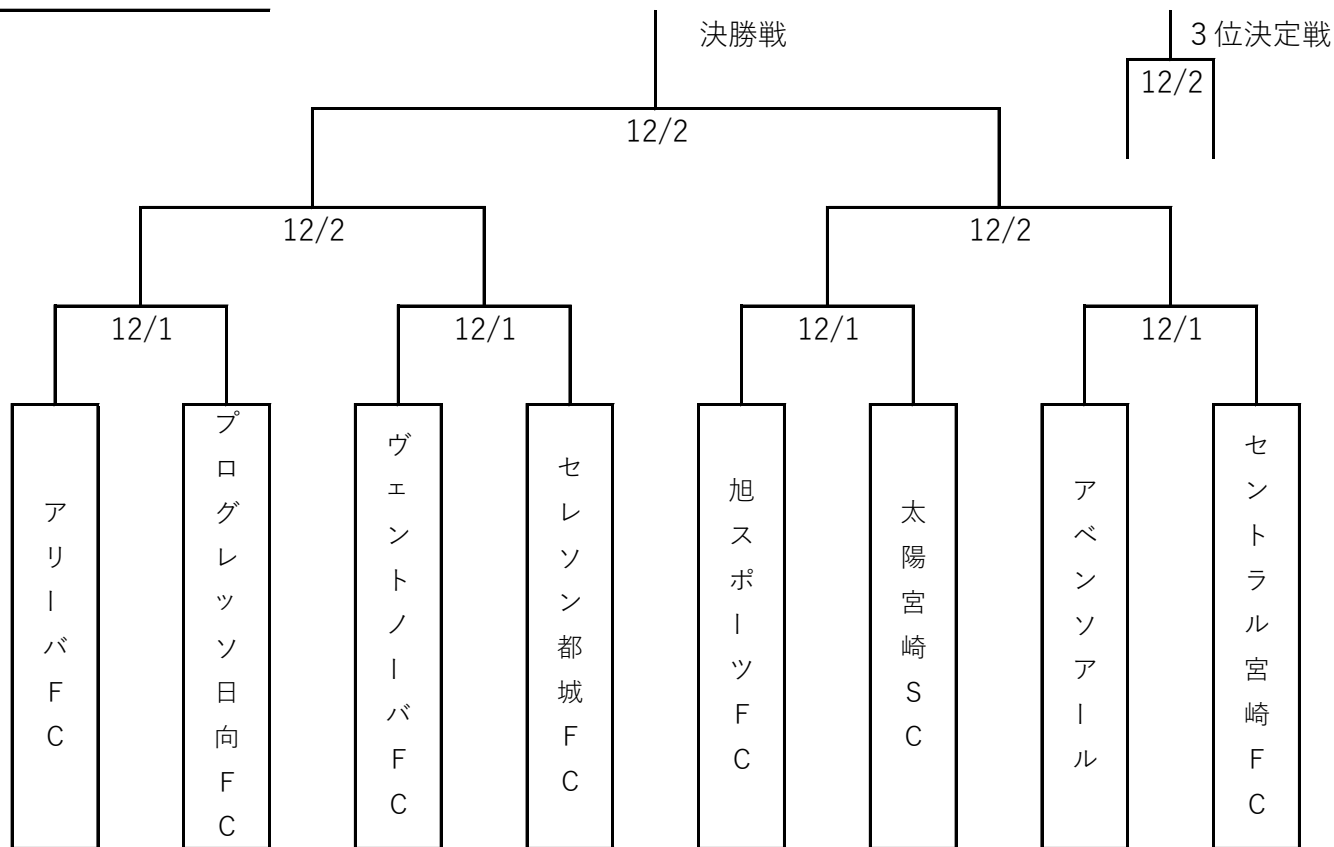 決勝戦
３位決定戦
12/2
12/2
12/2
12/2
12/1
12/1
12/1
12/1
アリーバFC
プログレッソ日向FC
ヴェントノーバFC
セレソン都城FC
旭スポーツFC
太陽宮崎SC
アベンソアール
セントラル宮崎FC